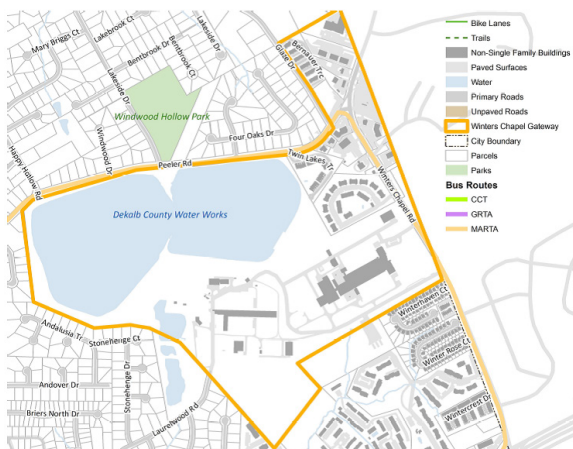 Mary Briggs Ct
Lakebrook Ct
Bentbrook Dr
Bentbrook Ct
Lakeside Dr
Lakeside Dr
Glaze Dr
Bernauer Trc
Windwood Hollow Park
Windwood Dr
Four Oaks Dr
Happy Hollow Rd
Peeler Rd
Twin Lakes Tr
Winters Chapel Rd
Dekalb County Water Works
Winterhaven Ct
Winter Rose Ct
Wintercrest Dr
Andalusia Tr
Stonehenge Ct
Andover Dr
Stonehenge Dr
Briers North Dr
Laurelwood Rd
Bike Lanes
Trails
Non-Single Family Buildings
Paved Surfaces
Water
Primary Roads
Unpaved Roads
Winters Chapel Gateway
City Boundary
Parcels
Parks
Bus Routes
CCT
GRTA
MARTA